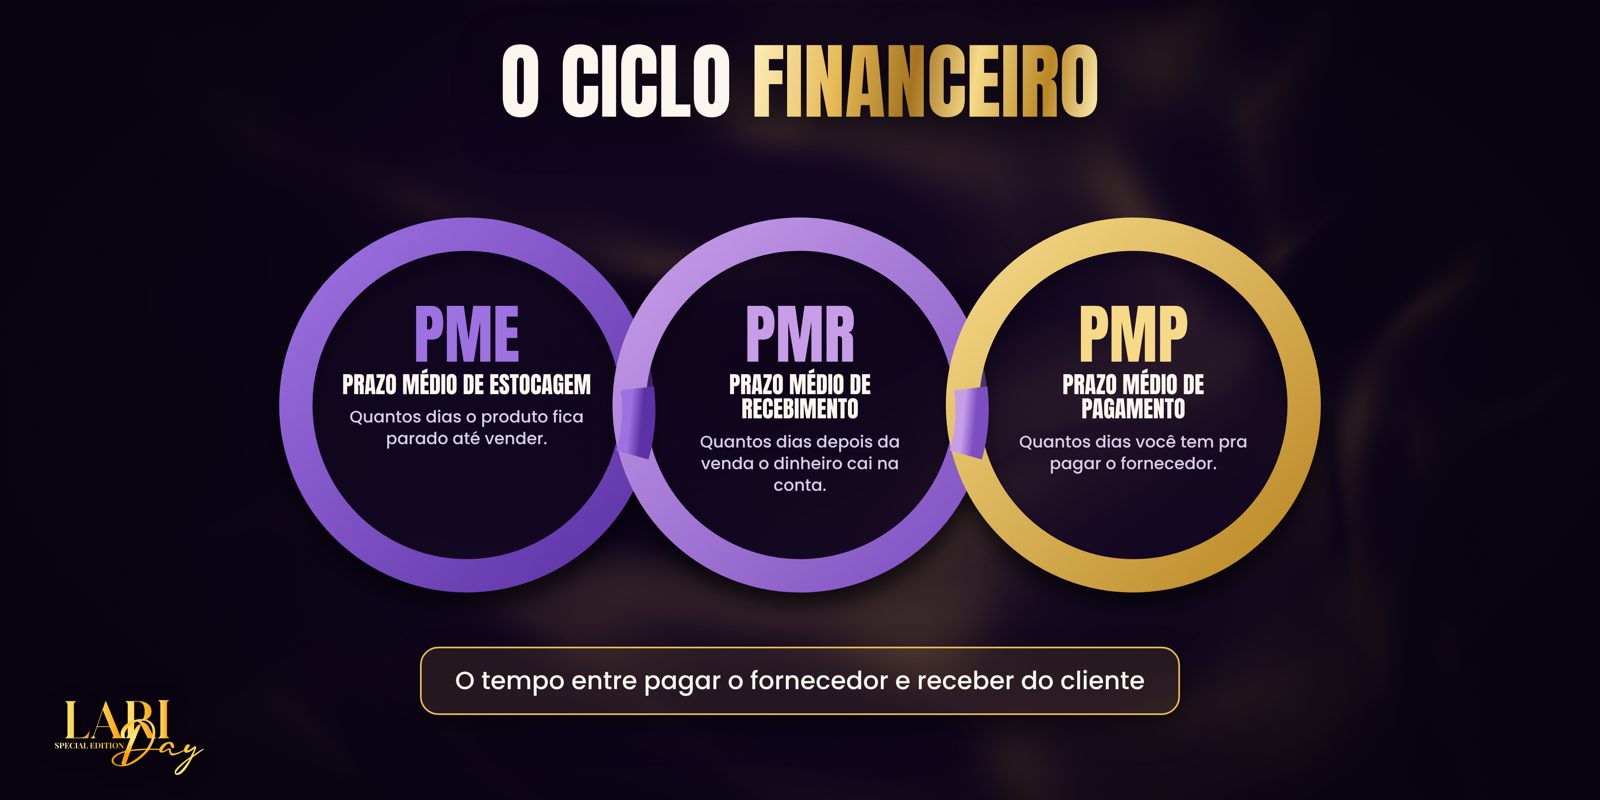 O CICLO FINANCEIRO
PME
PRAZO MÉDIO DE ESTOCAGEM
Quantos dias o produto fica
parado até vender.
PMR
PRAZO MÉDIO DE
RECEBIMENTO
Quantos dias depois da
venda o dinheiro cai na
conta.
PMP
PRAZO MÉDIO DE
PAGAMENTO
Quantos dias você tem pra
pagar o fornecedor.
O tempo entre pagar o fornecedor e receber do cliente
LARI
SPECIAL EDITION Day